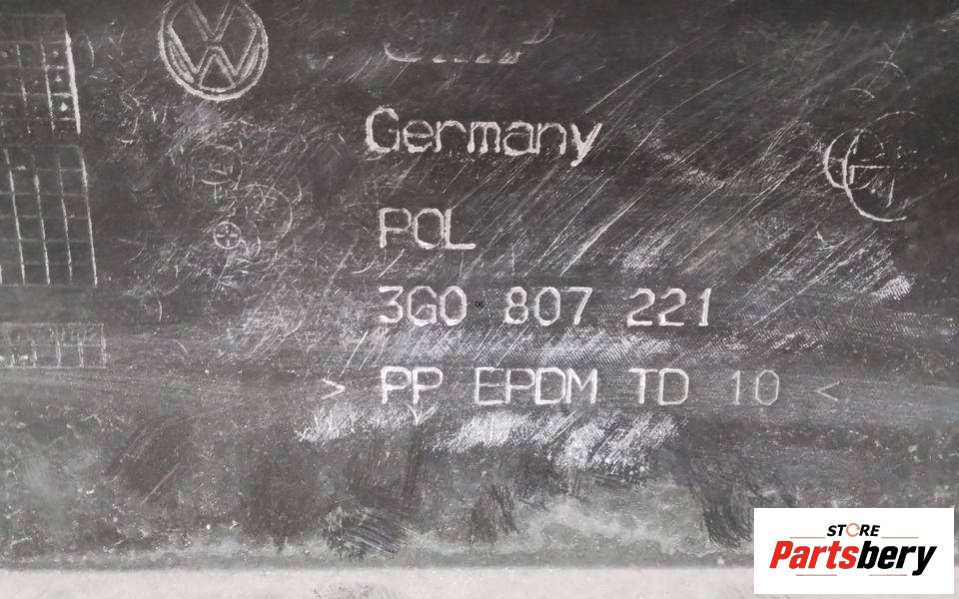 Germany
POL
3G0 807 221
> PP EPDM TD 10 <
STORE
Partsbery